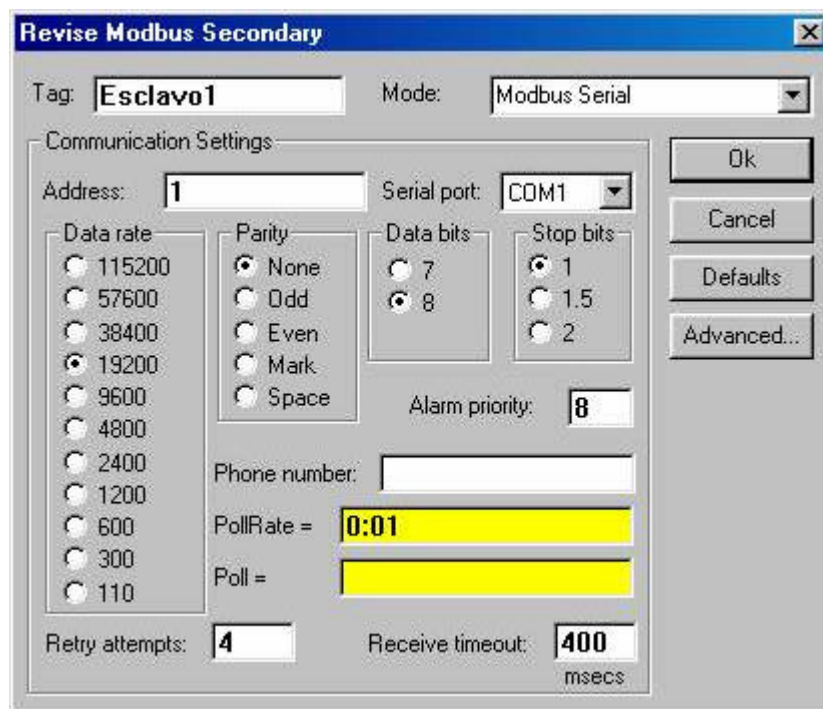 Revise Modbus Secondary
Tag: Esclavo1 Mode: Modbus Serial
Communication Settings
Address: 1 Serial port: COM1
Data rate
115200
57600
38400
19200
9600
4800
2400
1200
600
300
110
Parity
None
Odd
Even
Mark
Space
Data bits
7
8
Stop bits
1
1.5
2
Alarm priority: 8
Phone number:
PollRate = 0:01
Poll =
Retry attempts: 4 Receive timeout: 400
msecs
Ok
Cancel
Defaults
Advanced...